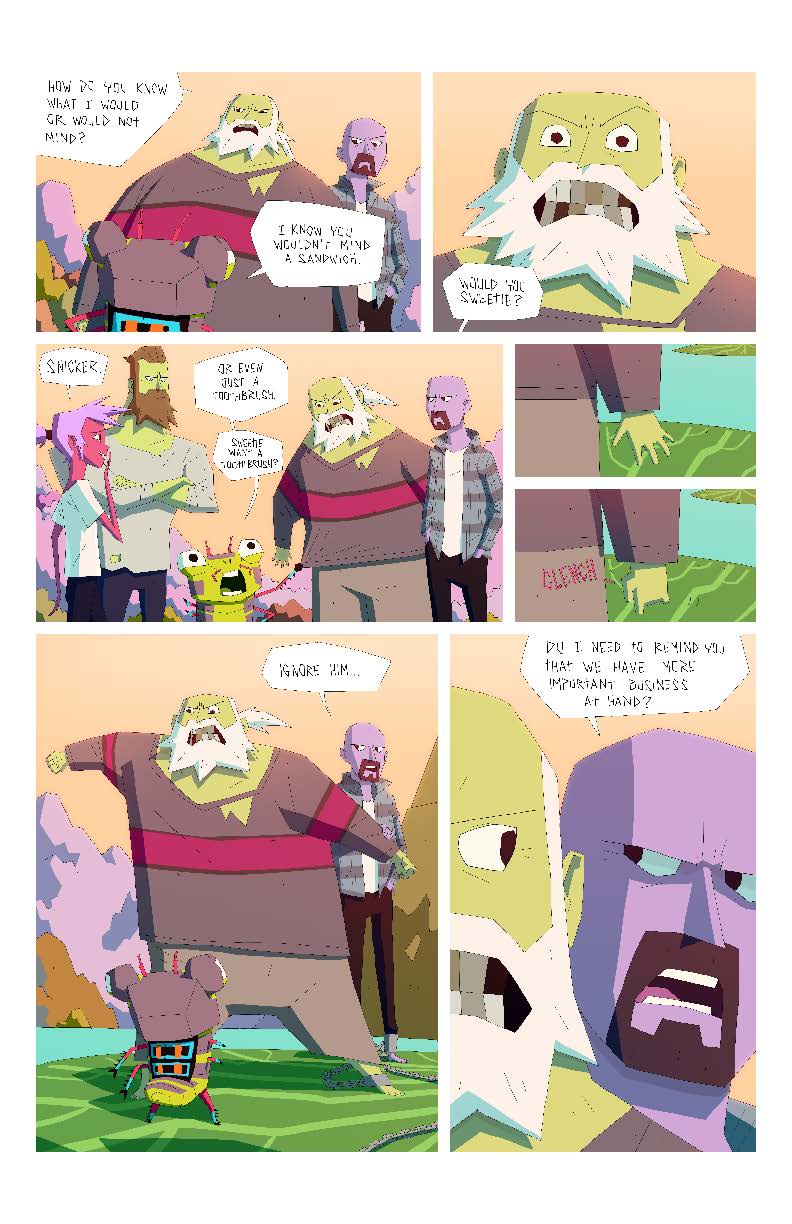 HOW DO YOU KNOW
WHAT I WOULD
OR WOULD NOT
MIND?
I KNOW YOU
WOULDN'T MIND
A SANDWICH.
WOULD YOU
SWEETIE?
SNICKER.
OR EVEN
JUST A
TOOTHBRUSH.
SWEETIE
WANT A
TOOTHBRUSH?
CLENCH
IGNORE HIM...
DO I NEED TO REMIND YOU
THAT WE HAVE MORE
IMPORTANT BUSINESS
AT HAND?